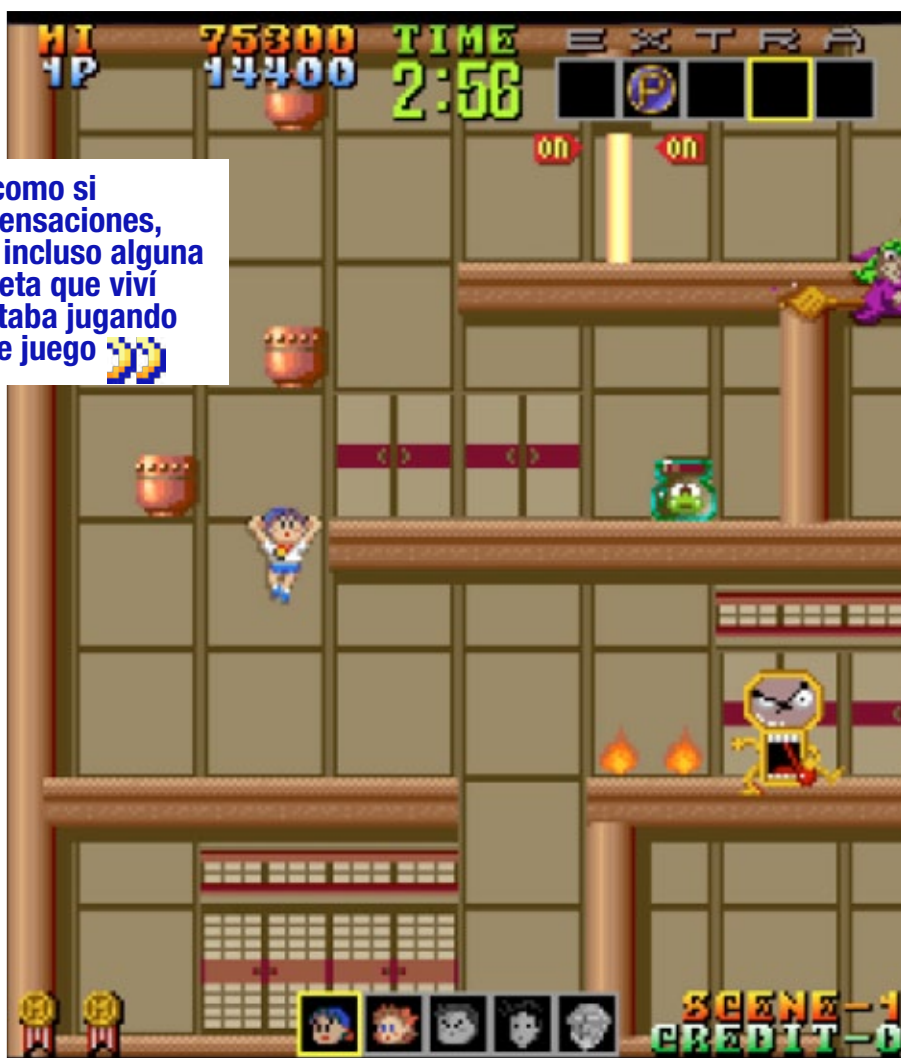 HI 75300 TIME EXTRA
1P 14400 2:56 P
on on
como si
ensaciones,
incluso alguna
eta que viví
taba jugando
e juego
SCENE-1
CREDIT-0